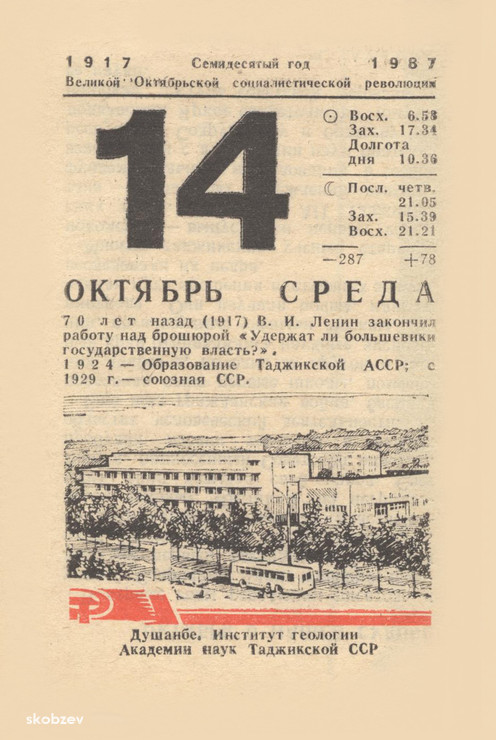 1917 Семидесятый год 1987
Великой Октябрьской социалистической революции
14
Восх. 6.53
Зах. 17.34
Долгота
дня 10.36
Посл. четв.
21.05
Зах. 15.39
Восх. 21.21
—287 +78
ОКТЯБРЬ СРЕДА
70 лет назад (1917) В. И. Ленин закончил
работу над брошюрой «Удержат ли большевики
государственную власть?».
1924 — Образование Таджикской АССР; с
1929 г. — союзная ССР.
Душанбе. Институт геологии
Академии наук Таджикской ССР
skobzev